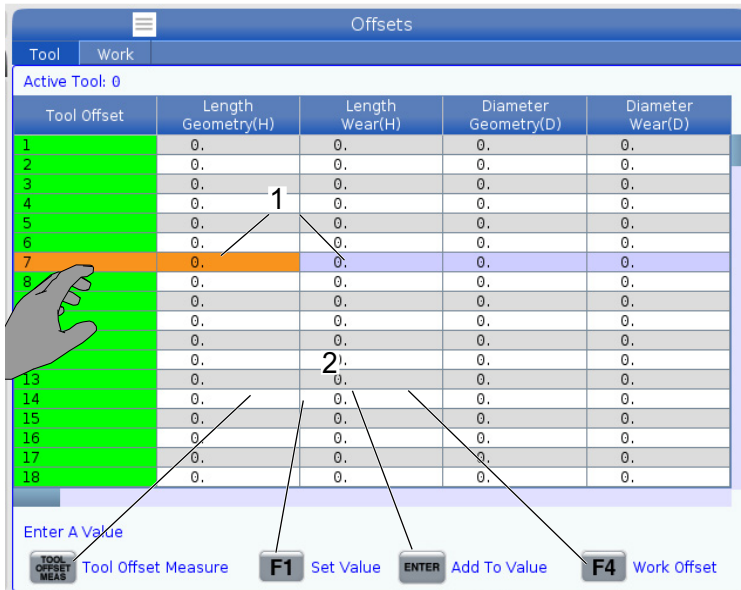 Offsets
Tool Work
Active Tool: 0
Tool Offset Length Geometry(H) Length Wear(H) Diameter Geometry(D) Diameter Wear(D)
1 0. 0. 0. 0.
2 0. 0. 0. 0.
3 0. 0. 0. 0.
4 0. 0. 0. 0.
1
5 0. 0. 0. 0.
6 0. 0. 0. 0.
7 0. 0. 0. 0.
8 0. 0. 0. 0.
0. 0. 0. 0.
0. 0. 0. 0.
0. 0. 0. 0.
0. 0. 0.
2
13 0. 0. 0. 0.
14 0. 0. 0. 0.
15 0. 0. 0. 0.
16 0. 0. 0. 0.
17 0. 0. 0. 0.
18 0. 0. 0. 0.
Enter A Value
TOOL OFFSET MEAS Tool Offset Measure F1 Set Value ENTER Add To Value F4 Work Offset